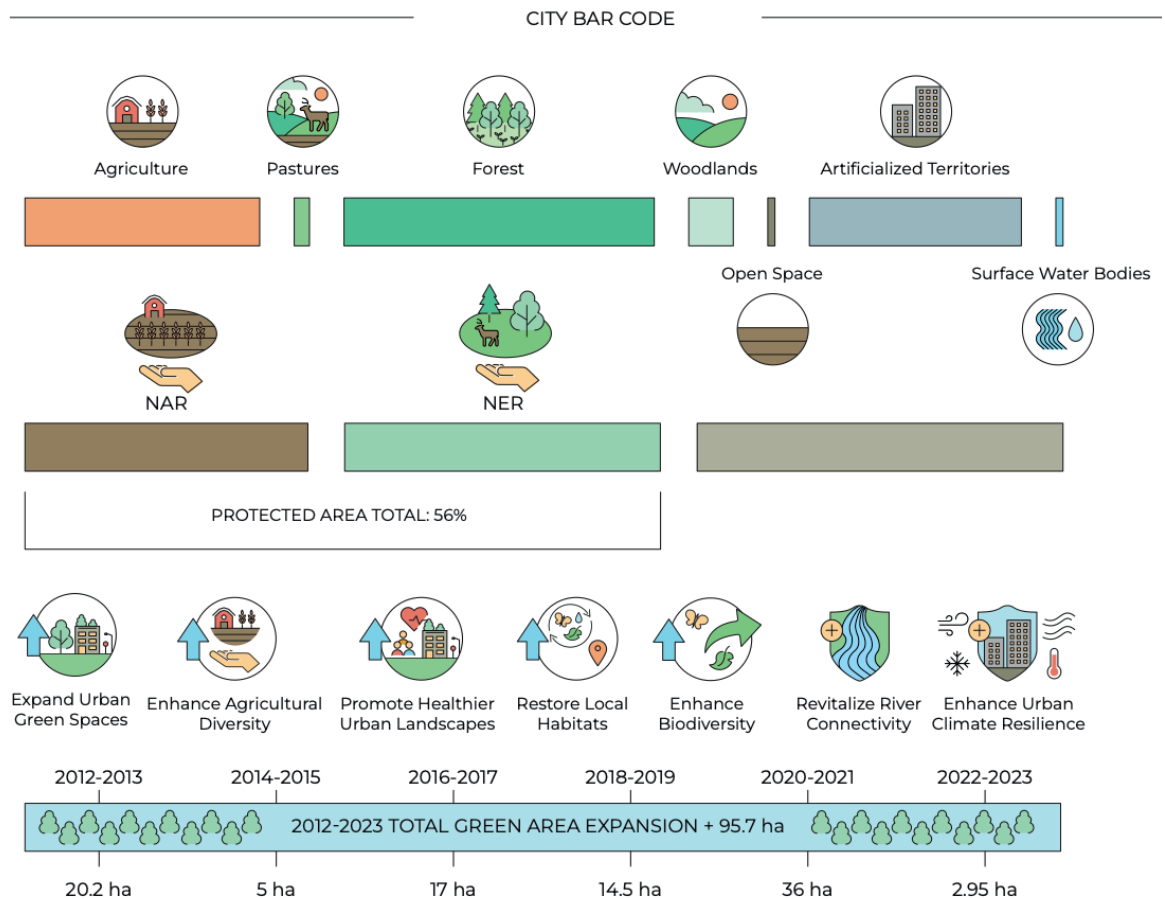 CITY BAR CODE
Agriculture
Pastures
Forest
Woodlands
Artificialized Territories
Open Space
Surface Water Bodies
NAR
NER
PROTECTED AREA TOTAL: 56%
Expand Urban
Green Spaces
Enhance Agricultural
Diversity
Promote Healthier
Urban Landscapes
Restore Local
Habitats
Enhance
Biodiversity
Revitalize River
Connectivity
Enhance Urban
Climate Resilience
2012-2013
2014-2015
2016-2017
2018-2019
2020-2021
2022-2023
2012-2023 TOTAL GREEN AREA EXPANSION + 95.7 ha
20.2 ha
5 ha
17 ha
14.5 ha
36 ha
2.95 ha